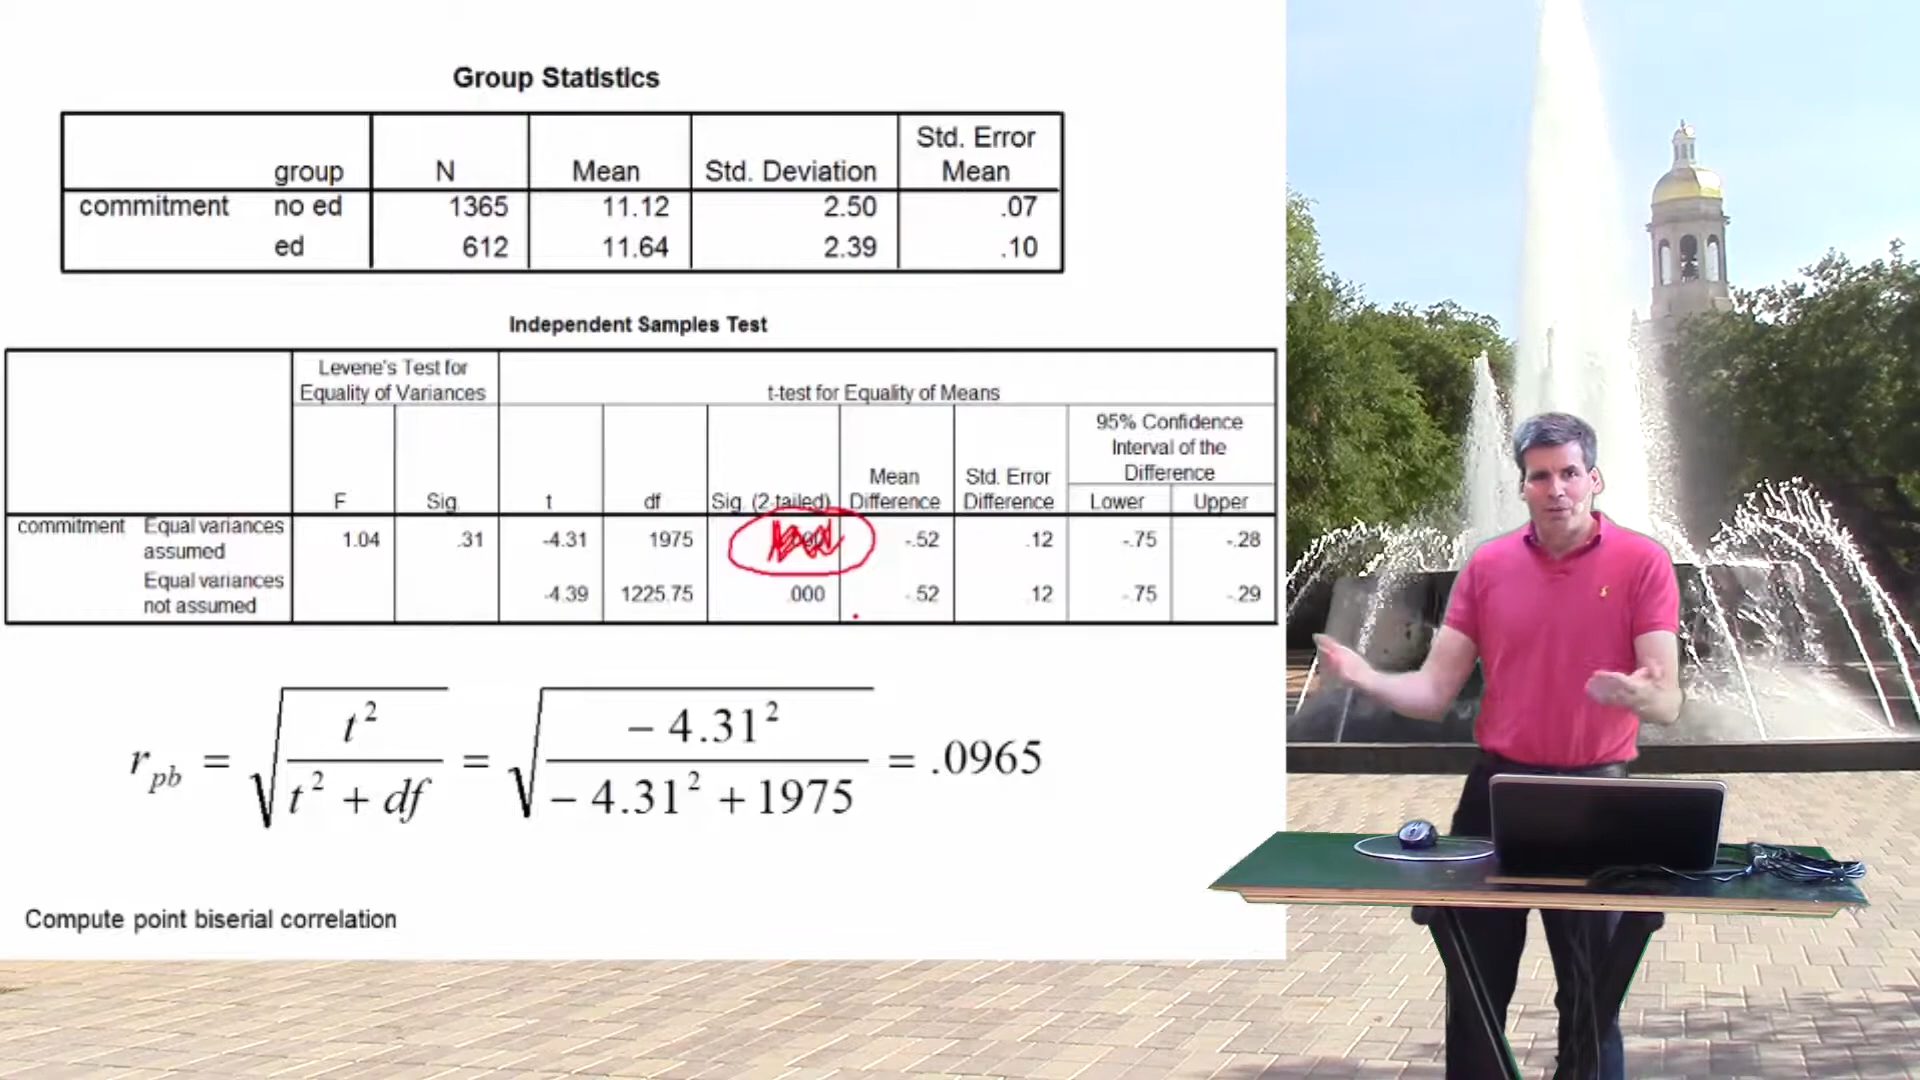 Group Statistics
group N Mean Std. Deviation Std. Error Mean
commitment no ed 1365 11.12 2.50 .07
ed 612 11.64 2.39 .10
Independent Samples Test
Levene's Test for Equality of Variances t-test for Equality of Means
95% Confidence Interval of the Difference
F Sig. t df Sig. (2-tailed) Mean Difference Std. Error Difference Lower Upper
commitment Equal variances assumed 1.04 .31 -4.31 1975 -.52 .12 -.75 -.28
Equal variances not assumed -4.39 1225.75 .000 -.52 .12 -.75 -.29
r_pb = √(t² / (t² + df)) = √(−4.31² / (−4.31² + 1975)) = .0965
Compute point biserial correlation